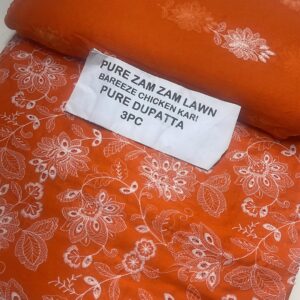 PURE ZAM ZAM LAWN
BAREEZE CHICKEN KARI
PURE DUPATTA
3PC